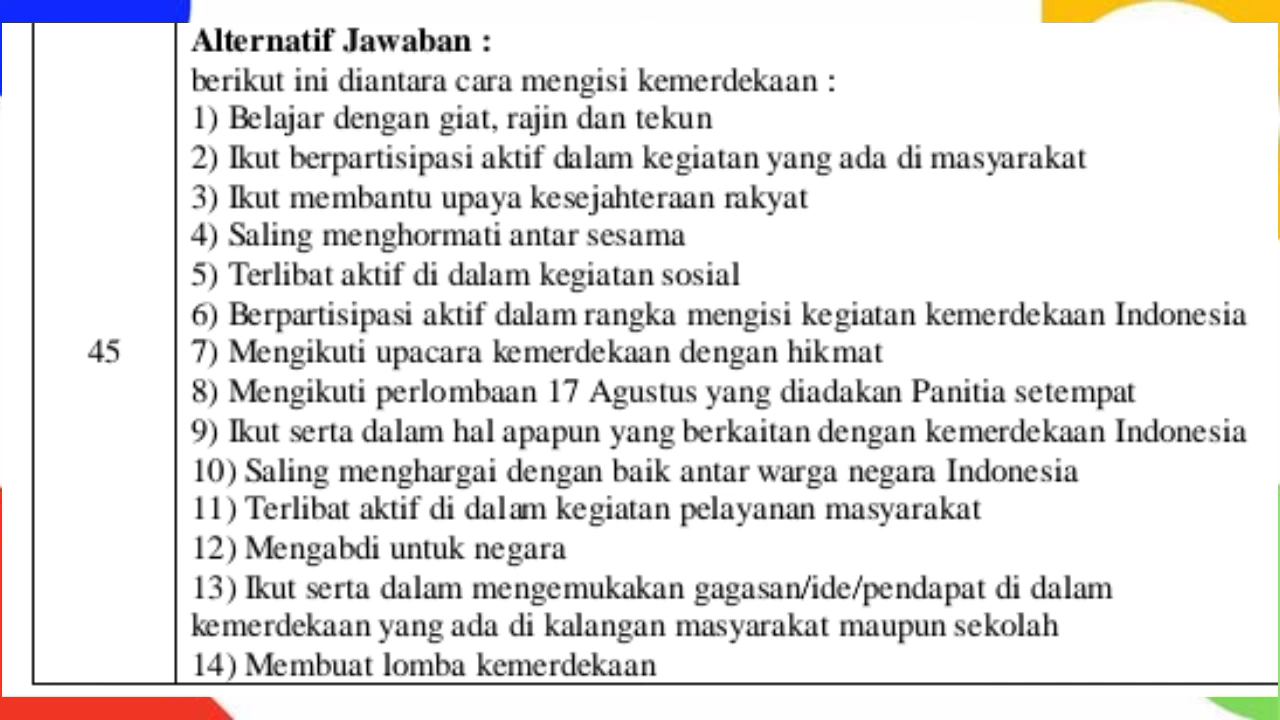 Alternatif Jawaban :
berikut ini diantara cara mengisi kemerdekaan :
1) Belajar dengan giat, rajin dan tekun
2) Ikut berpartisipasi aktif dalam kegiatan yang ada di masyarakat
3) Ikut membantu upaya kesejahteraan rakyat
4) Saling menghormati antar sesama
5) Terlibat aktif di dalam kegiatan sosial
6) Berpartisipasi aktif dalam rangka mengisi kegiatan kemerdekaan Indonesia
45
7) Mengikuti upacara kemerdekaan dengan hikmat
8) Mengikuti perlombaan 17 Agustus yang diadakan Panitia setempat
9) Ikut serta dalam hal apapun yang berkaitan dengan kemerdekaan Indonesia
10) Saling menghargai dengan baik antar warga negara Indonesia
11) Terlibat aktif di dalam kegiatan pelayanan masyarakat
12) Mengabdi untuk negara
13) Ikut serta dalam mengemukakan gagasan/ide/pendapat di dalam
kemerdekaan yang ada di kalangan masyarakat maupun sekolah
14) Membuat lomba kemerdekaan